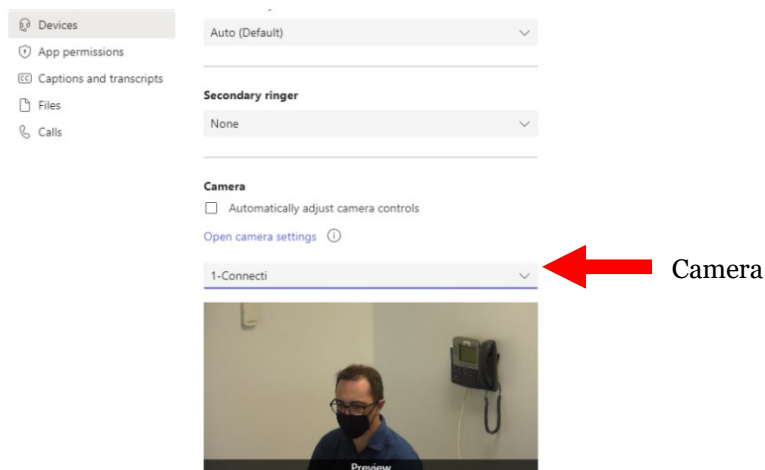 Devices
App permissions
CC Captions and transcripts
Files
Calls
Auto (Default)
Secondary ringer
None
Camera
Automatically adjust camera controls
Open camera settings
1-Connecti
Camera
Preview